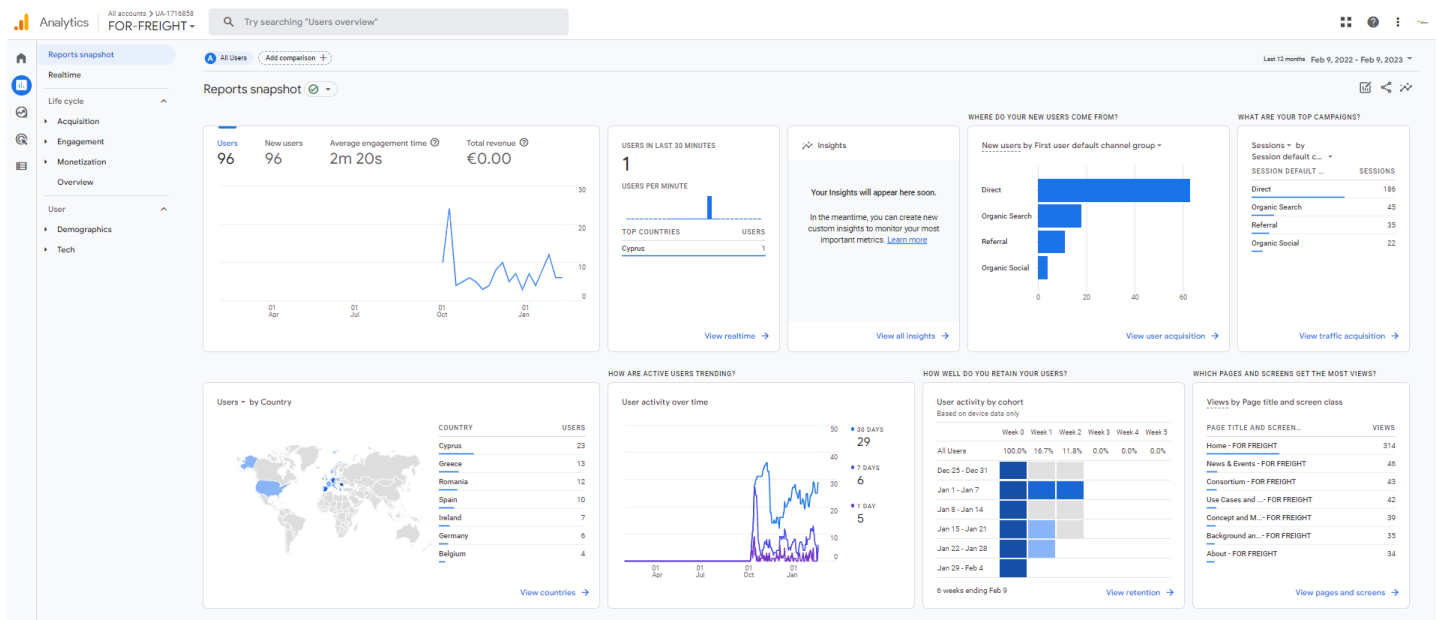 Analytics
All accounts > UA-1716858
FOR-FREIGHT
Try searching "Users overview"
Reports snapshot
Realtime
Life cycle
Acquisition
Engagement
Monetization
Overview
User
Demographics
Tech
A All Users
Add comparison +
Last 12 months Feb 9, 2022 - Feb 9, 2023
Reports snapshot
Users
96
New users
96
Average engagement time
2m 20s
Total revenue
€0.00
30
20
10
0
01 Apr
01 Jul
01 Oct
01 Jan
USERS IN LAST 30 MINUTES
1
USERS PER MINUTE
TOP COUNTRIES USERS
Cyprus 1
View realtime
Insights
Your Insights will appear here soon.
In the meantime, you can create new
custom insights to monitor your most
important metrics. Learn more
View all insights
WHERE DO YOUR NEW USERS COME FROM?
New users by First user default channel group
Direct
Organic Search
Referral
Organic Social
0 20 40 60
View user acquisition
WHAT ARE YOUR TOP CAMPAIGNS?
Sessions by
Session default c...
SESSION DEFAULT ... SESSIONS
Direct 186
Organic Search 45
Referral 35
Organic Social 22
View traffic acquisition
Users by Country
COUNTRY USERS
Cyprus 23
Greece 13
Romania 12
Spain 10
Ireland 7
Germany 6
Belgium 4
View countries
HOW ARE ACTIVE USERS TRENDING?
User activity over time
50
40
30
20
10
0
01 Apr
01 Jul
01 Oct
01 Jan
30 DAYS
29
7 DAYS
6
1 DAY
5
HOW WELL DO YOU RETAIN YOUR USERS?
User activity by cohort
Based on device data only
Week 0 Week 1 Week 2 Week 3 Week 4 Week 5
All Users 100.0% 16.7% 11.8% 0.0% 0.0% 0.0%
Dec 25 - Dec 31
Jan 1 - Jan 7
Jan 8 - Jan 14
Jan 15 - Jan 21
Jan 22 - Jan 28
Jan 29 - Feb 4
6 weeks ending Feb 9
View retention
WHICH PAGES AND SCREENS GET THE MOST VIEWS?
Views by Page title and screen class
PAGE TITLE AND SCREEN... VIEWS
Home - FOR FREIGHT 314
News & Events - FOR FREIGHT 46
Consortium - FOR FREIGHT 43
Use Cases and ...- FOR FREIGHT 42
Concept and M...- FOR FREIGHT 39
Background an...- FOR FREIGHT 35
About - FOR FREIGHT 34
View pages and screens